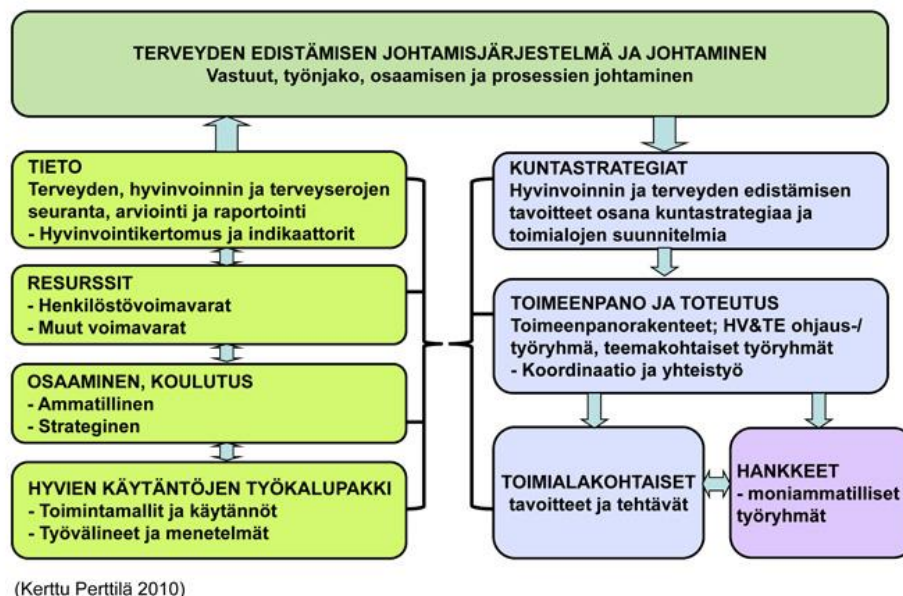 TERVEYDEN EDISTÄMISEN JOHTAMISJÄRJESTELMÄ JA JOHTAMINEN
Vastuut, työnjako, osaamisen ja prosessien johtaminen
TIETO
Terveyden, hyvinvoinnin ja terveyserojen
seuranta, arviointi ja raportointi
- Hyvinvointikertomus ja indikaattorit
RESURSSIT
- Henkilöstövoimavarat
- Muut voimavarat
OSAAMINEN, KOULUTUS
- Ammatillinen
- Strateginen
HYVIEN KÄYTÄNTÖJEN TYÖKALUPAKKI
- Toimintamallit ja käytännöt
- Työvälineet ja menetelmät
KUNTASTRATEGIAT
Hyvinvoinnin ja terveyden edistämisen
tavoitteet osana kuntastrategiaa ja
toimialojen suunnitelmia
TOIMEENPANO JA TOTEUTUS
Toimeenpanorakenteet; HV&TE ohjaus-/
työryhmä, teemakohtaiset työryhmät
- Koordinaatio ja yhteistyö
TOIMIALAKOHTAISET
tavoitteet ja tehtävät
HANKKEET
- moniammatilliset
työryhmät
(Kerttu Perttilä 2010)